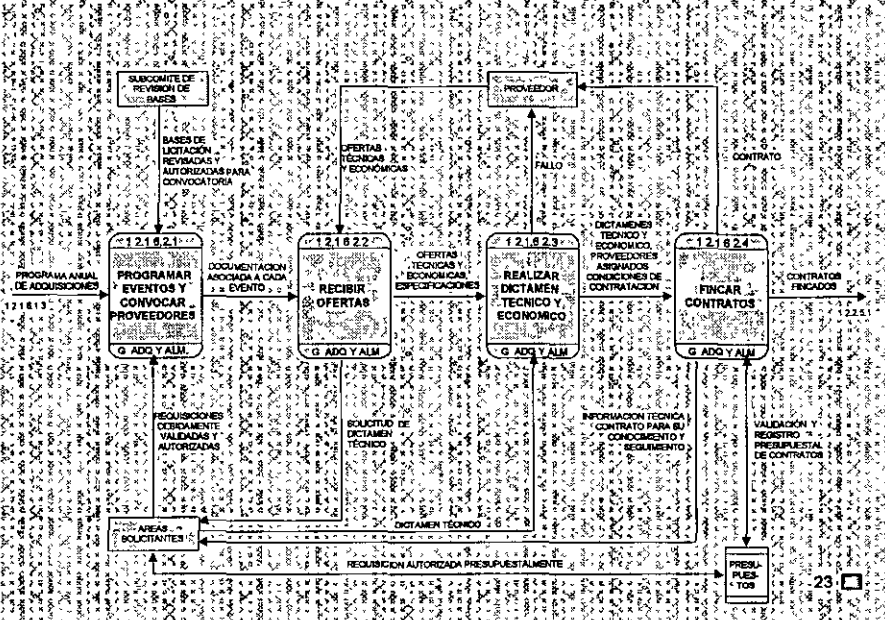 SUBCOMITE DE
REVISION DE
BASES
PROVEEDOR
BASES DE
LICITACIÓN
REVISADAS Y
AUTORIZADAS PARA
CONVOCATORIA
OFERTAS
TÉCNICAS
Y ECONÓMICAS
FALLO
CONTRATO
PROGRAMA ANUAL
DE ADQUISICIONES
1 2 1 6 1 3
1 2 1 6 2 1
PROGRAMAR
EVENTOS Y
CONVOCAR
PROVEEDORES
G ADQ Y ALM.
DOCUMENTACION
ASOCIADA A CADA
EVENTO
1 2 1 6 2 2
RECIBIR
OFERTAS
G ADQ Y ALM
OFERTAS
TECNICAS Y
ECONOMICAS,
ESPECIFICACIONES
1 2 1 6 2 3
REALIZAR
DICTAMEN
TECNICO Y
ECONOMICO
G ADQ Y ALM
DICTAMENES
TECNICO Y
ECONOMICO,
PROVEEDORES
ASIGNADOS
CONDICIONES DE
CONTRATACION
1 2 1 6 2 4
FINCAR
CONTRATOS
G ADQ Y ALM
CONTRATOS
FINCADOS
1.2.2.5.1
REQUISICIONES
DEBIDAMENTE
VALIDADAS Y
AUTORIZADAS
SOLICITUD DE
DICTAMEN
TÉCNICO
INFORMACION TECNICA
CONTRATO PARA SU
CONOCIMIENTO Y
SEGUIMIENTO
VALIDACIÓN Y
REGISTRO
PRESUPUESTAL
DE CONTRATOS
AREAS
SOLICITANTES
DICTAMEN TÉCNICO
REQUISICION AUTORIZADA PRESUPUESTALMENTE
PRESU-
PUES-
TOS
23